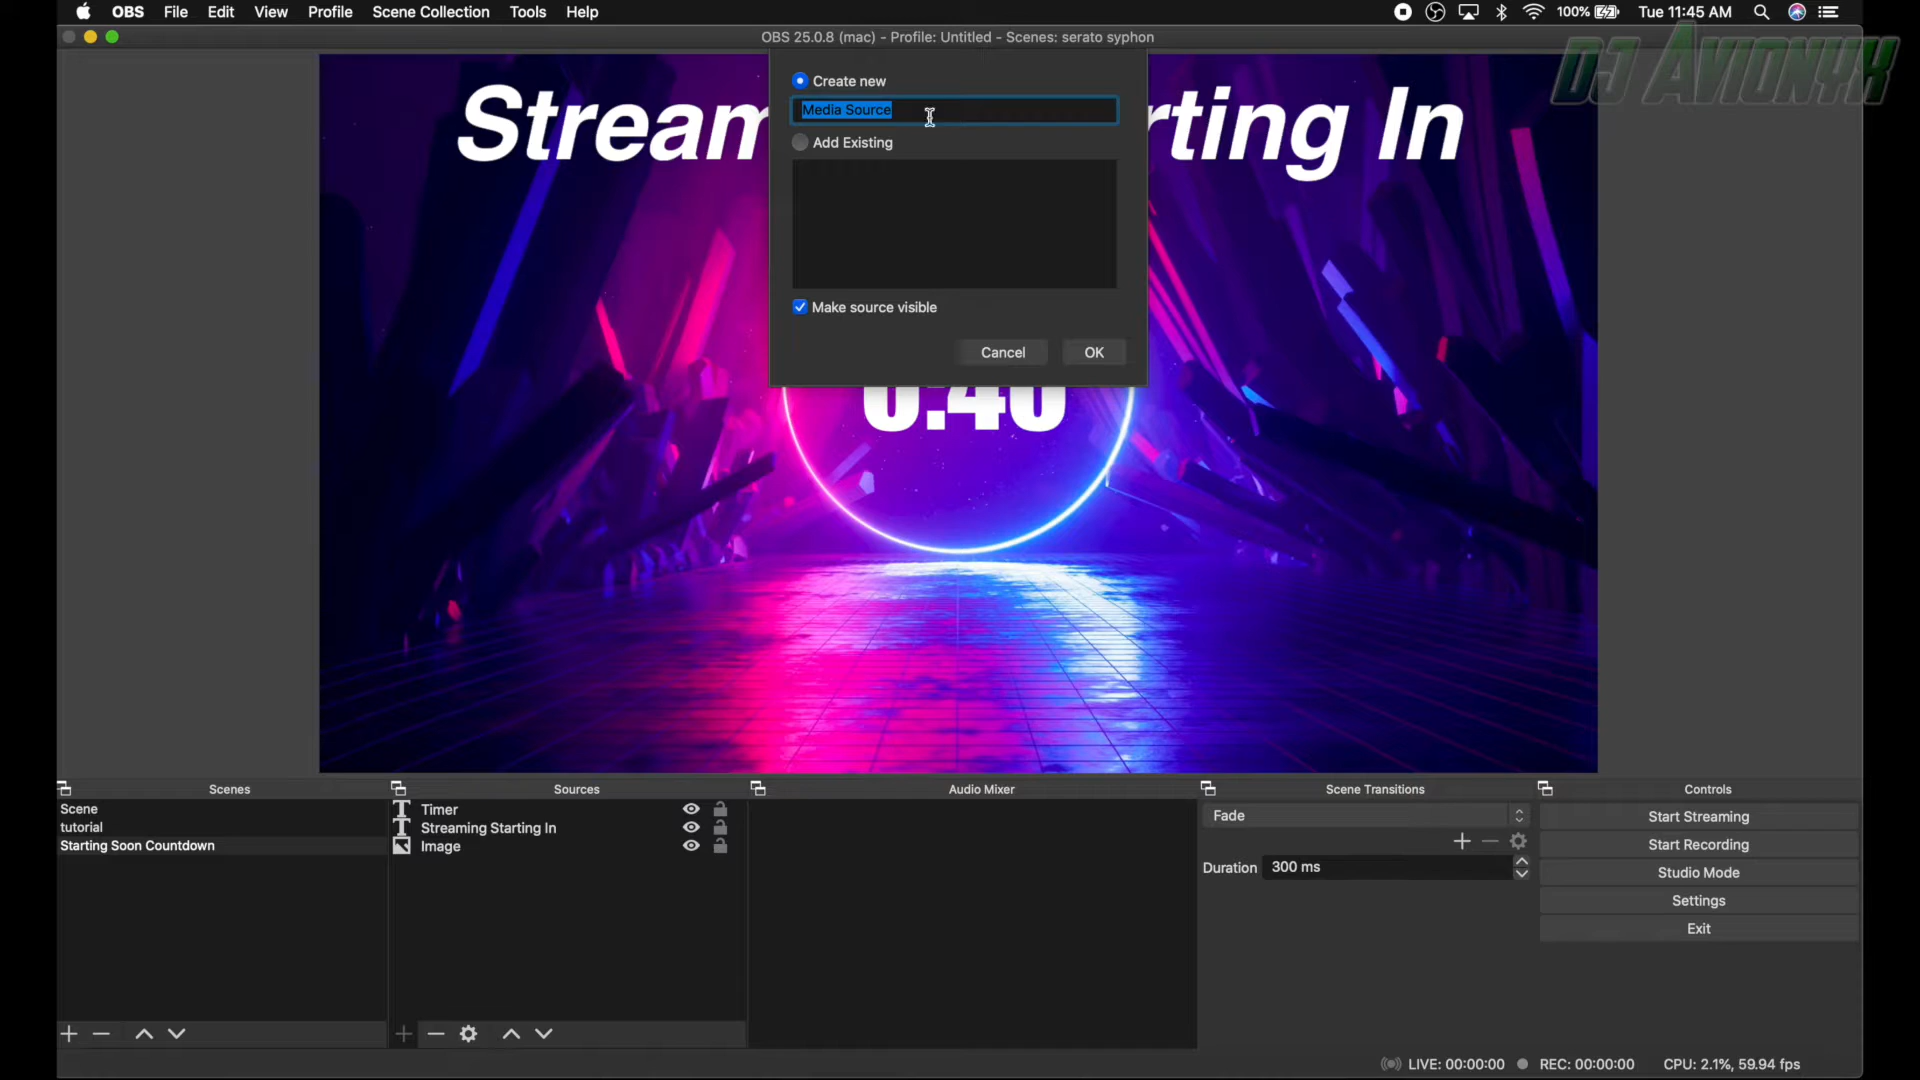 OBS File Edit View Profile Scene Collection Tools Help
100% Tue 11:45 AM
OBS 25.0.8 (mac) - Profile: Untitled - Scenes: serato syphon
DJ AVIONYX
Create new
Media Source
Add Existing
Make source visible
Cancel OK
Stream rting In
0:40
Scenes
Scene
tutorial
Starting Soon Countdown
Sources
Timer
Streaming Starting In
Image
Audio Mixer
Scene Transitions
Fade
Duration 300 ms
Controls
Start Streaming
Start Recording
Studio Mode
Settings
Exit
LIVE: 00:00:00 REC: 00:00:00 CPU: 2.1%, 59.94 fps